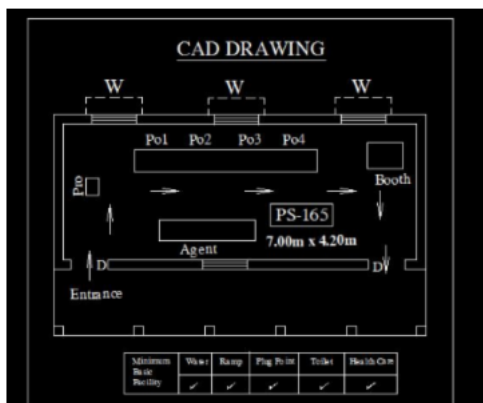 CAD DRAWING
W W W
Po1 Po2 Po3 Po4
Pro
Booth
PS-165
7.00m x 4.20m
Agent
D D
Entrance
Minimum Basic Facility Water Ramp Plug Point Toilet Health Care
✓ ✓ ✓ ✓ ✓